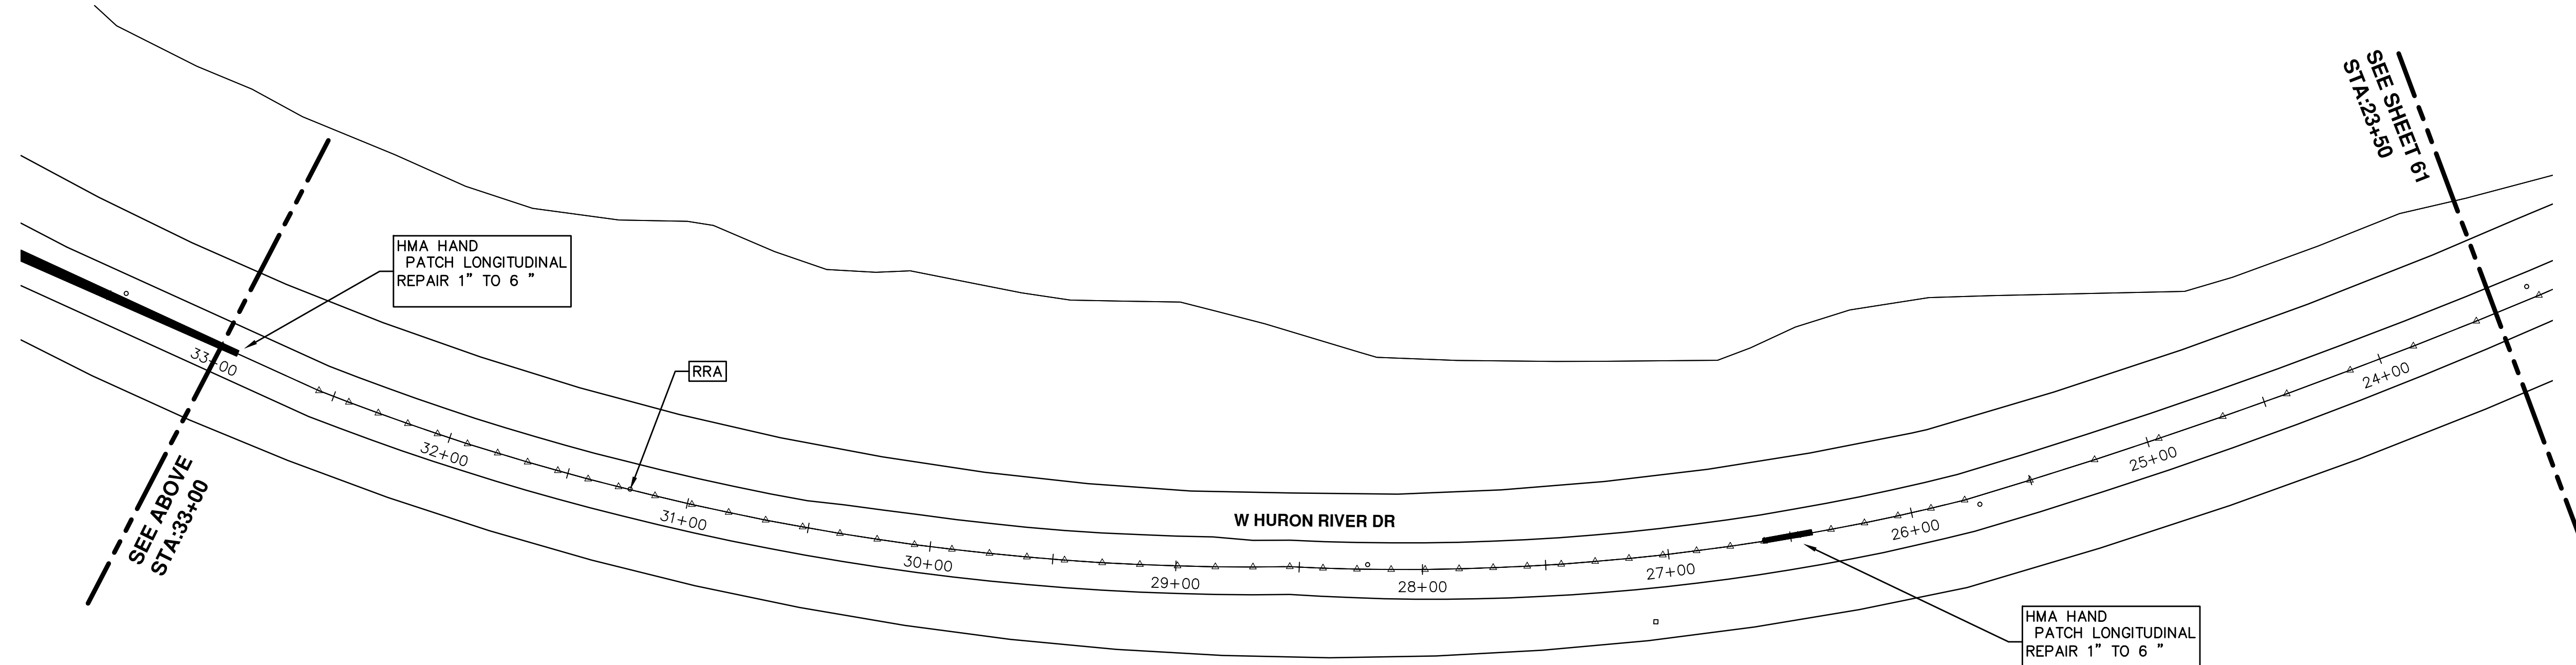 SEE SHEET 61
STA:23+50
HMA HAND
PATCH LONGITUDINAL
REPAIR 1" TO 6 "
33+00
RRA
24+00
32+00
25+00
SEE ABOVE
STA:33+00
31+00
W HURON RIVER DR
26+00
30+00
27+00
29+00
28+00
HMA HAND
PATCH LONGITUDINAL
REPAIR 1" TO 6 "